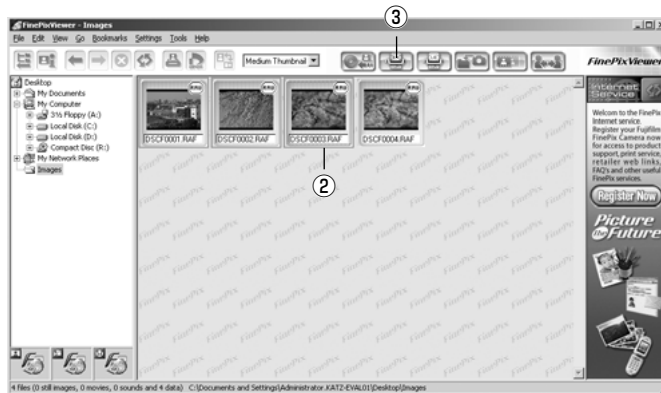 ③
FinePixViewer - Images
File Edit View Go Bookmarks Settings Tools Help
Medium Thumbnail
FinePixViewer
Desktop
My Documents
My Computer
3½ Floppy (A:)
Local Disk (C:)
Local Disk (D:)
Compact Disc (R:)
My Network Places
Images
DSCF0001.RAF
DSCF0002.RAF
DSCF0003.RAF
DSCF0004.RAF
②
Internet
Service
Welcom to the FinePix
Internet service.
Register your Fujifilm
FinePix Camera now
for access to product
support, print service,
retailer web links,
FAQ's and other useful
FinePix services.
Register Now
Picture
The Future
4 files (0 still images, 0 movies, 0 sounds and 4 data) C:\Documents and Settings\Administrator.KATZ-EVAL01\Desktop\Images